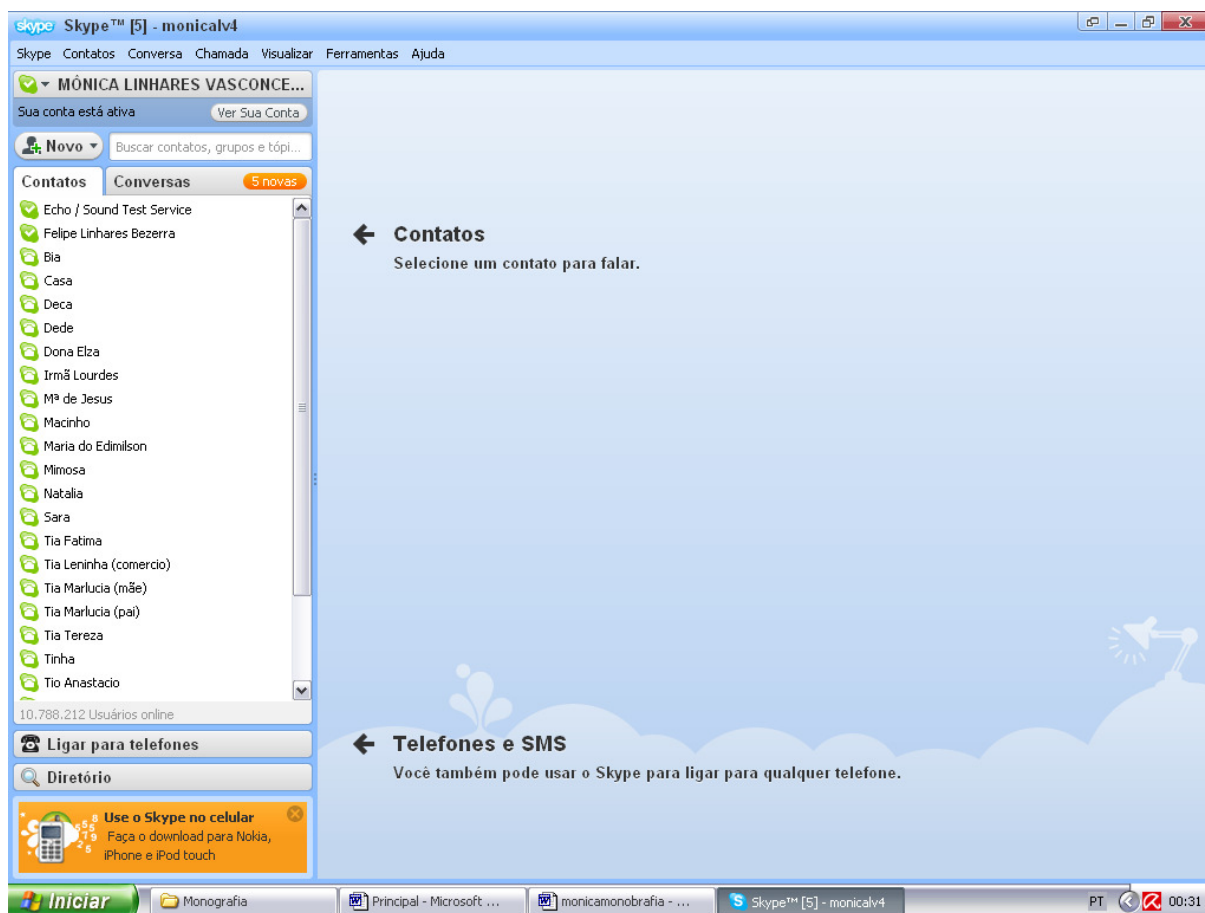 skype Skype™ [5] - monicalv4
Skype Contatos Conversa Chamada Visualizar Ferramentas Ajuda
MÔNICA LINHARES VASCONCE...
Sua conta está ativa Ver Sua Conta
Novo Buscar contatos, grupos e tópi...
Contatos Conversas 5 novas
Echo / Sound Test Service
Felipe Linhares Bezerra
Bia
Casa
Deca
Dede
Dona Elza
Irmã Lourdes
Mª de Jesus
Macinho
Maria do Edimilson
Mimosa
Natalia
Sara
Tia Fatima
Tia Leninha (comercio)
Tia Marlucia (mãe)
Tia Marlucia (pai)
Tia Tereza
Tinha
Tio Anastacio
10.788.212 Usuários online
Ligar para telefones
Diretório
Use o Skype no celular
Faça o download para Nokia,
iPhone e iPod touch
Contatos
Selecione um contato para falar.
Telefones e SMS
Você também pode usar o Skype para ligar para qualquer telefone.
Iniciar Monografia Principal - Microsoft ... monicamonobrafia - ... Skype™ [5] - monicalv4 PT 00:31